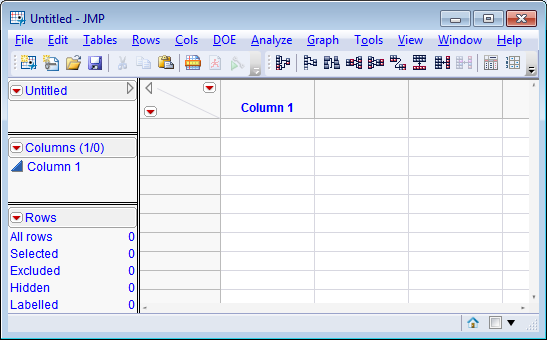 Untitled - JMP
File Edit Tables Rows Cols DOE Analyze Graph Tools View Window Help
Untitled
Column 1
Columns (1/0)
Column 1
Rows
All rows 0
Selected 0
Excluded 0
Hidden 0
Labelled 0